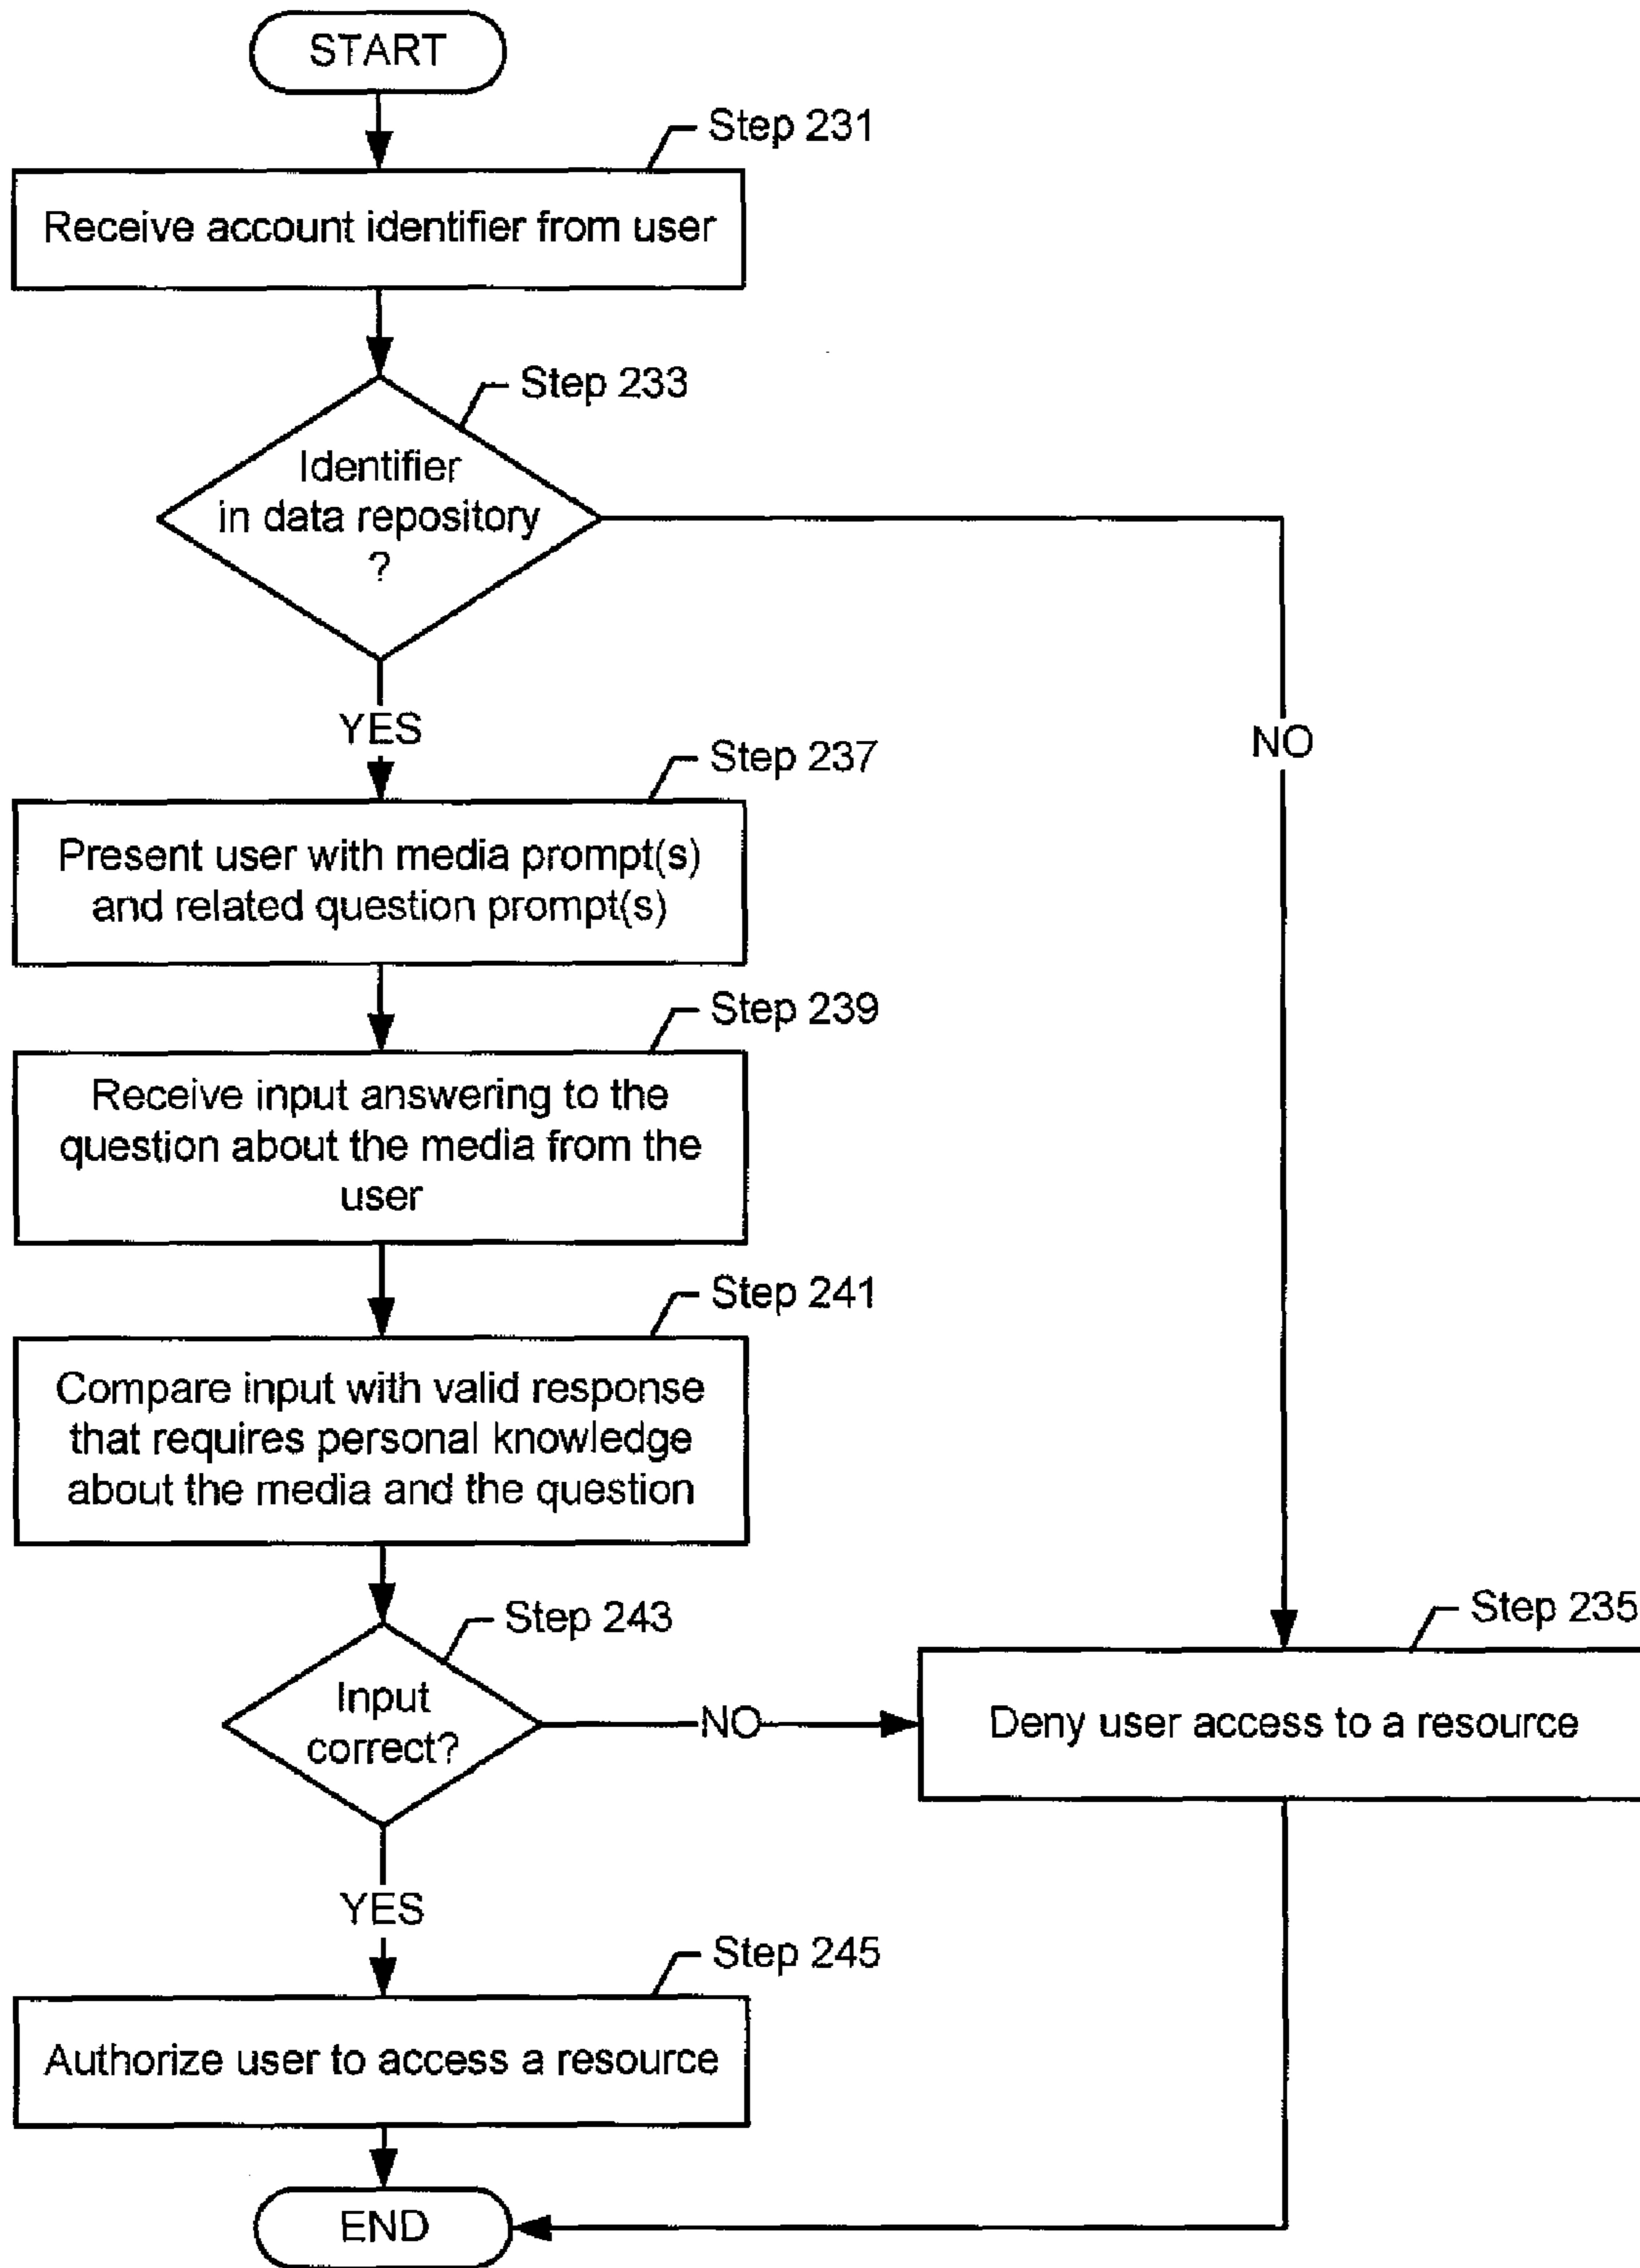 START
Step 231
Receive account identifier from user
Step 233
Identifier
in data repository
?
YES
NO
Step 237
Present user with media prompt(s)
and related question prompt(s)
Step 239
Receive input answering to the
question about the media from the
user
Step 241
Compare input with valid response
that requires personal knowledge
about the media and the question
Step 243
Input
correct?
NO
Step 235
Deny user access to a resource
YES
Step 245
Authorize user to access a resource
END